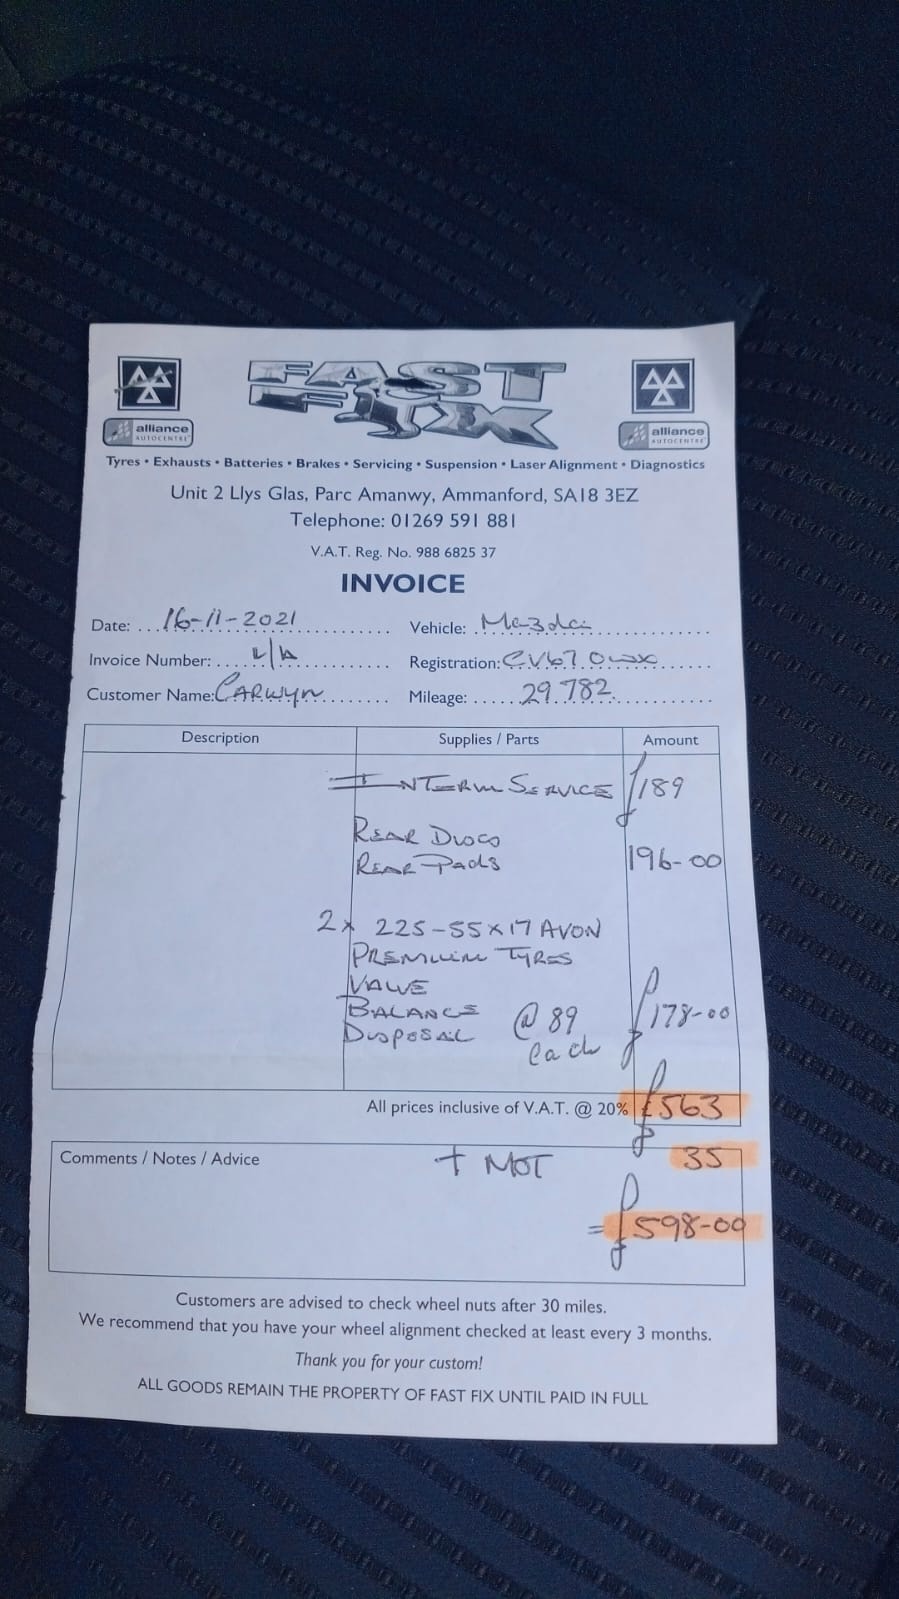 FAST
FIX
alliance
AUTOCENTRE
alliance
AUTOCENTRE
Tyres • Exhausts • Batteries • Brakes • Servicing • Suspension • Laser Alignment • Diagnostics
Unit 2 Llys Glas, Parc Amanwy, Ammanford, SA18 3EZ
Telephone: 01269 591 881
V.A.T. Reg. No. 988 6825 37
INVOICE
Date: 16-11-2021 Vehicle: Mazda
Invoice Number: Registration: CV67
Customer Name: CARWYN Mileage: 29.782
Description Supplies / Parts Amount
INTERIM SERVICE £189
REAR DISCS
REAR PADS 196-00
2x 225-55x17 AVON
PREMIUM TYRES
VALVE
BALANCE @ 89 £178-00
DISPOSAL each
All prices inclusive of V.A.T. @ 20% £ £563
Comments / Notes / Advice + MOT 35
= £598-00
Customers are advised to check wheel nuts after 30 miles.
We recommend that you have your wheel alignment checked at least every 3 months.
Thank you for your custom!
ALL GOODS REMAIN THE PROPERTY OF FAST FIX UNTIL PAID IN FULL